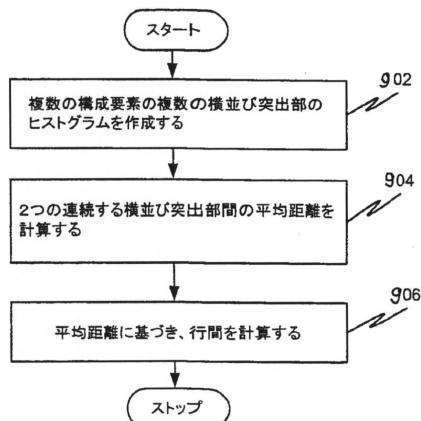 スタート
902
複数の構成要素の複数の横並び突出部の
ヒストグラムを作成する
904
2つの連続する横並び突出部間の平均距離を
計算する
906
平均距離に基づき、行間を計算する
ストップ